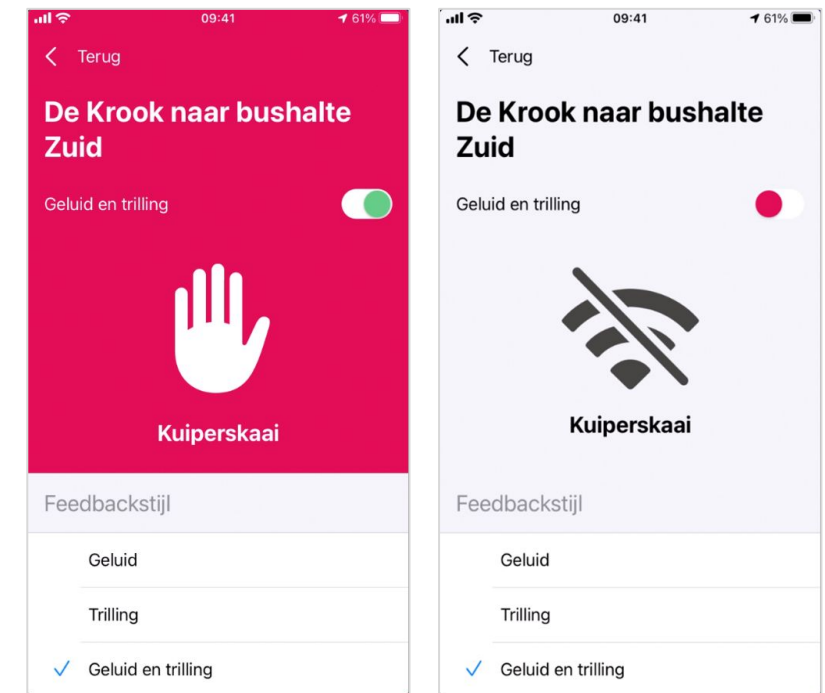 09:41
61%
Terug
De Krook naar bushalte
Zuid
Geluid en trilling
Kuiperskaai
Feedbackstijl
Geluid
Trilling
Geluid en trilling
09:41
61%
Terug
De Krook naar bushalte
Zuid
Geluid en trilling
Kuiperskaai
Feedbackstijl
Geluid
Trilling
Geluid en trilling